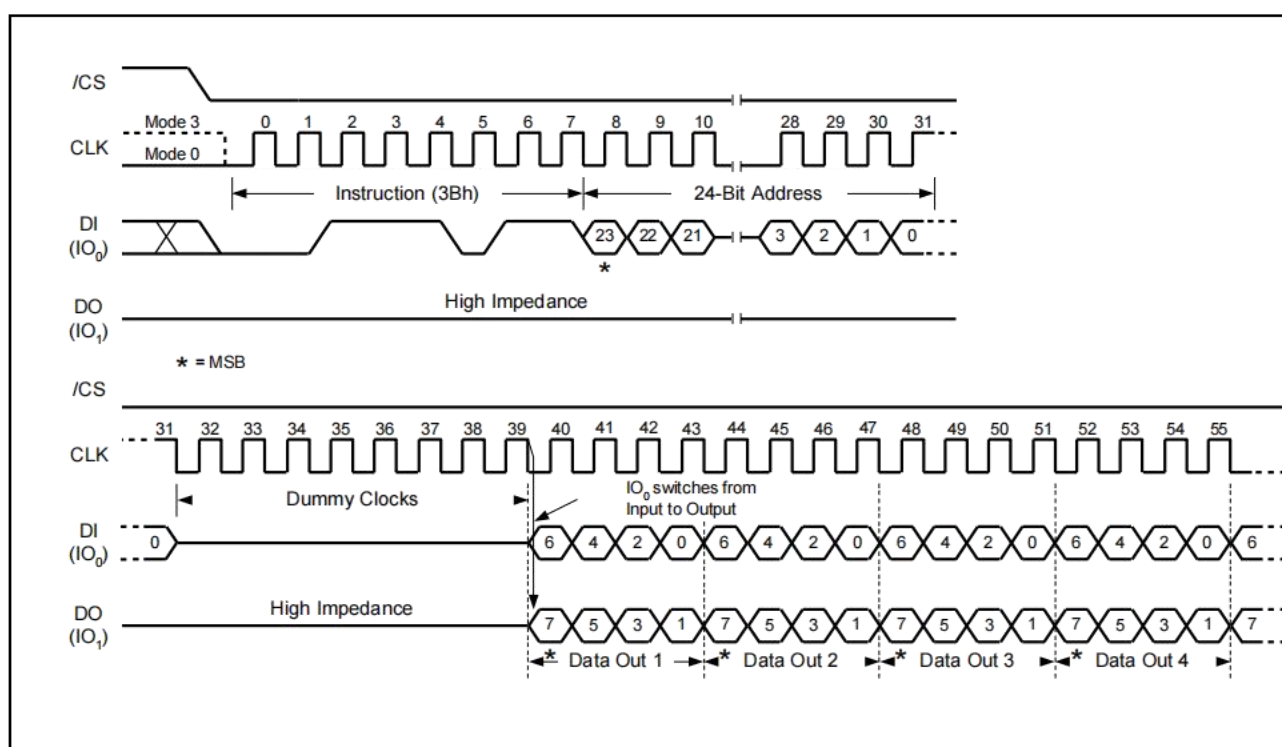 /CS
Mode 3 0 1 2 3 4 5 6 7 8 9 10 28 29 30 31
CLK
Mode 0
Instruction (3Bh) 24-Bit Address
DI
(IO0) 23 22 21 3 2 1 0
*
DO High Impedance
(IO1)
* = MSB
/CS
31 32 33 34 35 36 37 38 39 40 41 42 43 44 45 46 47 48 49 50 51 52 53 54 55
CLK
Dummy Clocks IO0 switches from
Input to Output
DI
(IO0) 0 6 4 2 0 6 4 2 0 6 4 2 0 6 4 2 0 6
DO High Impedance
(IO1) 7 5 3 1 7 5 3 1 7 5 3 1 7 5 3 1 7
* Data Out 1 * Data Out 2 * Data Out 3 * Data Out 4